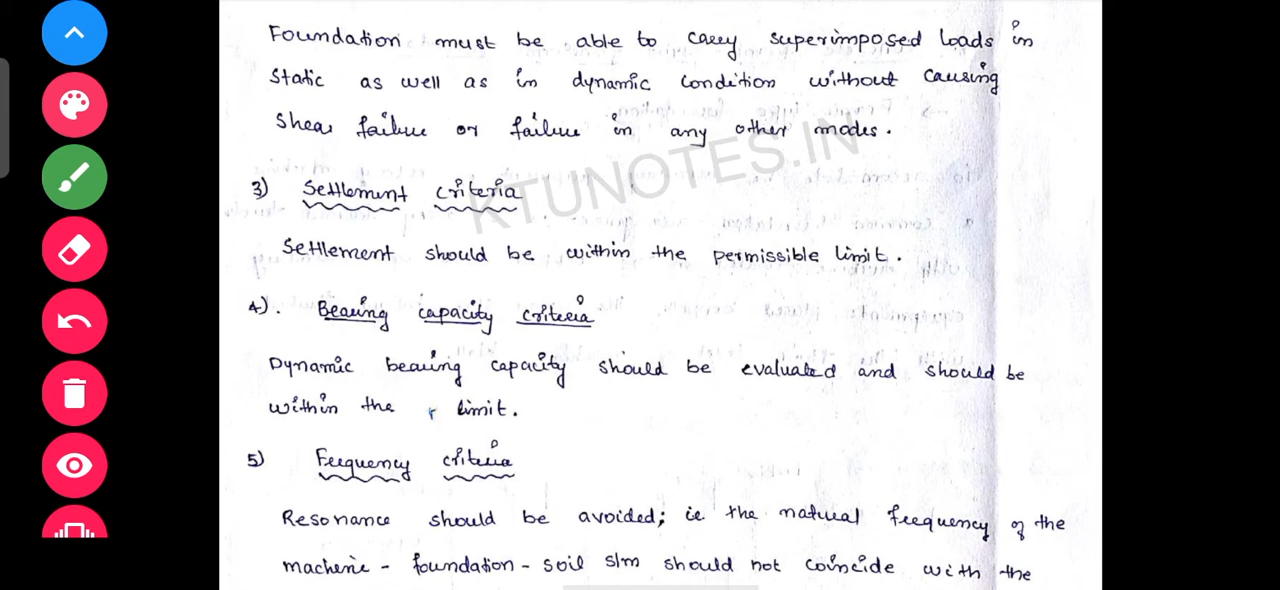 Foundation must be able to carry superimposed loads in
static as well as in dynamic condition without causing
shear failure or failure in any other modes.
KTUNOTES.IN
3) Settlement criteria
Settlement should be within the permissible limit.
4). Bearing capacity criteria
Dynamic bearing capacity should be evaluated and should be
within the limit.
5) Frequency criteria
Resonance should be avoided; ie the natural frequency of the
machine - foundation - soil s/m should not coincide with the